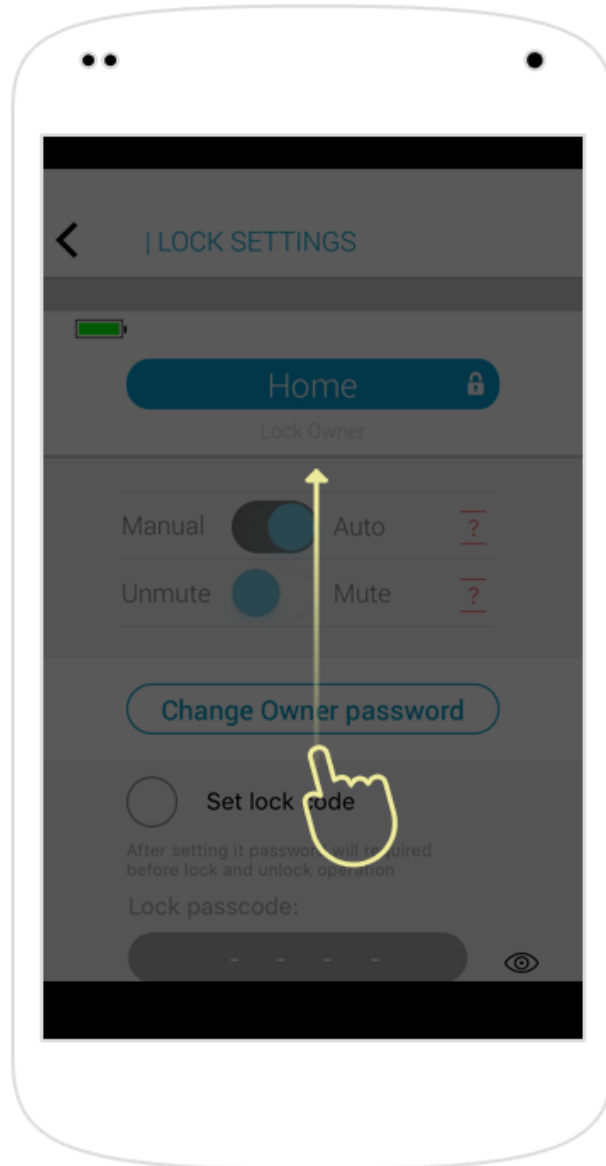 | LOCK SETTINGS
Home
Lock Owner
Manual Auto ?
Unmute Mute ?
Change Owner password
Set lock code
After setting it password will required
before lock and unlock operation
Lock passcode:
- - - -